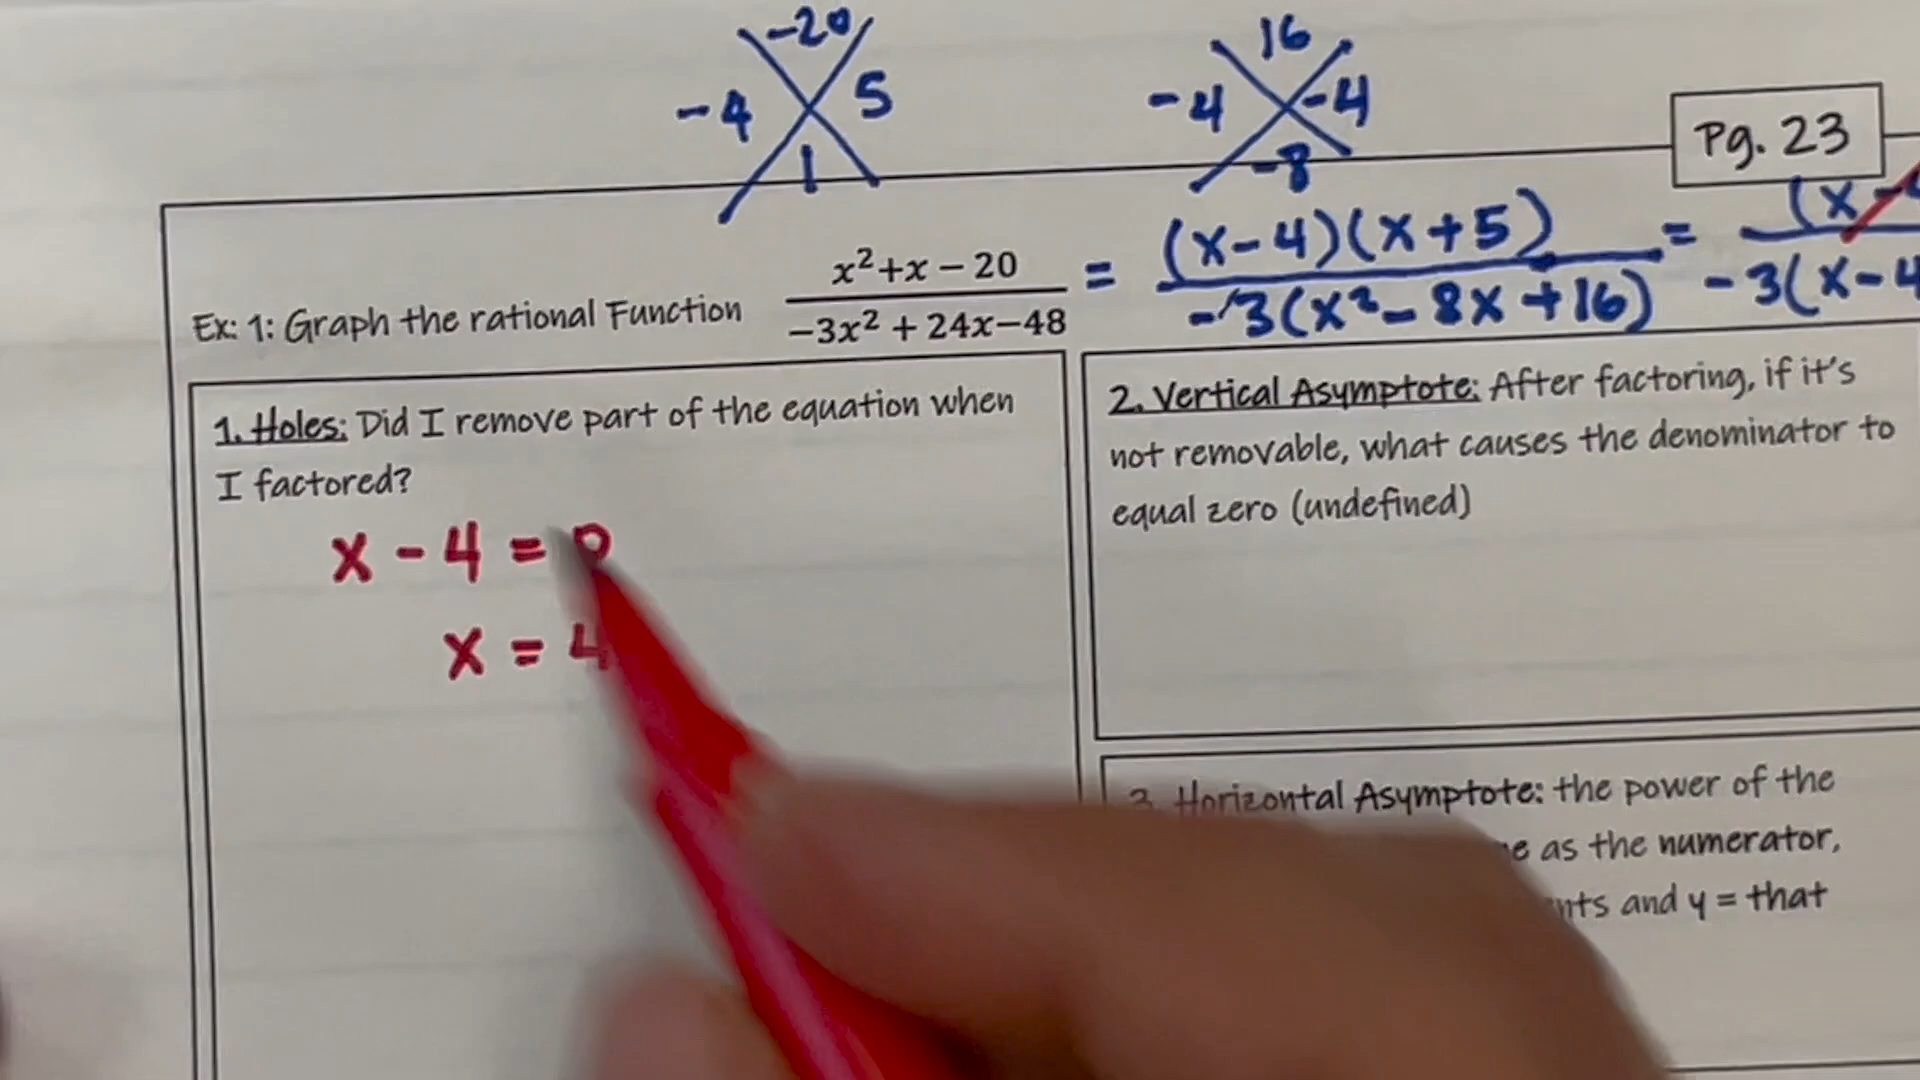 -20
-4 5
1
16
-4 -4
-8
Pg. 23
Ex: 1: Graph the rational Function
x²+x – 20
−3x² + 24x−48
= (x-4)(x+5)
-3(x²-8x+16)
= (x-
-3(x-4
1. Holes: Did I remove part of the equation when
I factored?
x - 4 = 0
x = 4
2. Vertical Asymptote: After factoring, if it's
not removable, what causes the denominator to
equal zero (undefined)
3. Horizontal Asymptote: the power of the
as the numerator,
and y = that